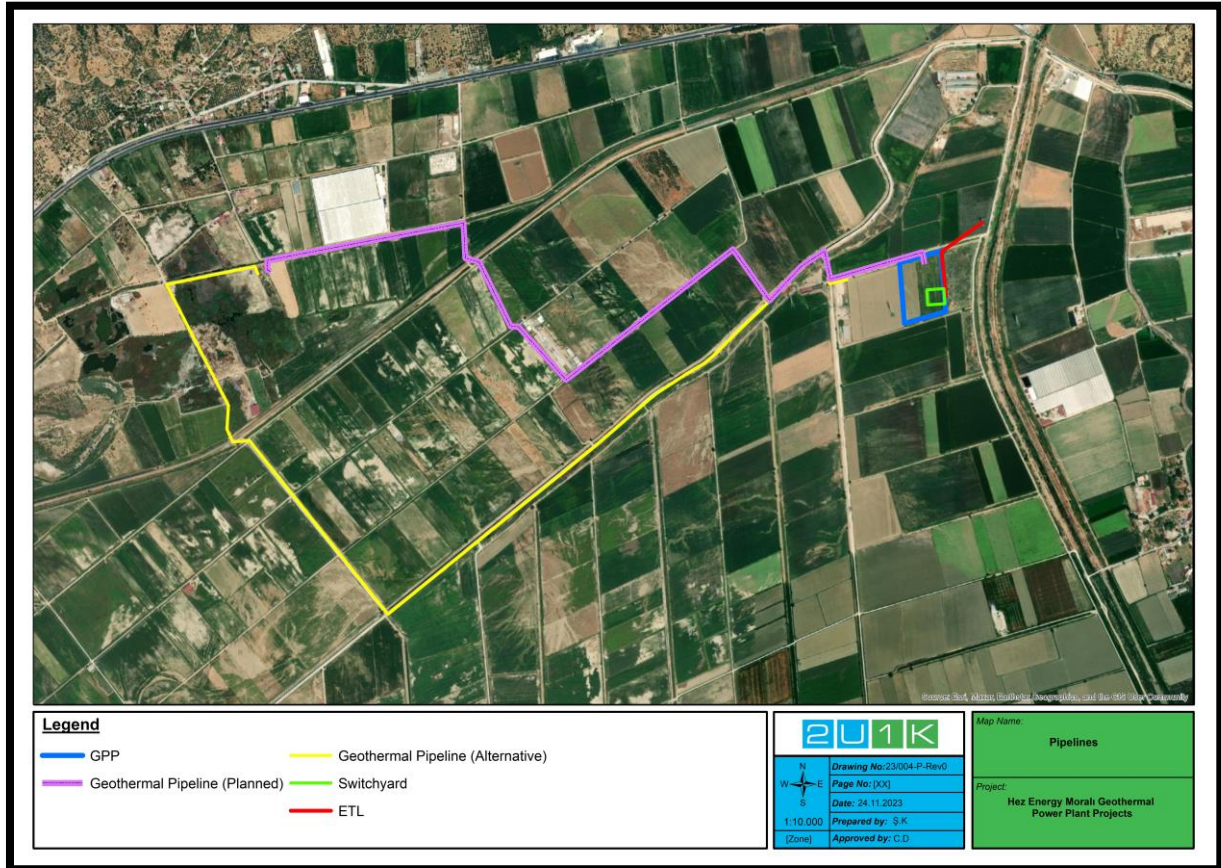 Source: Esri, Maxar, Earthstar Geographics, and the GIS User Community
Legend
GPP
Geothermal Pipeline (Planned)
Geothermal Pipeline (Alternative)
Switchyard
ETL
2U1K
N
W E
S
1:10.000
[Zone]
Drawing No:23/004-P-Rev0
Page No: [XX]
Date: 24.11.2023
Prepared by: Ş.K
Approved by: C.D
Map Name:
Pipelines
Project:
Hez Energy Moralı Geothermal
Power Plant Projects